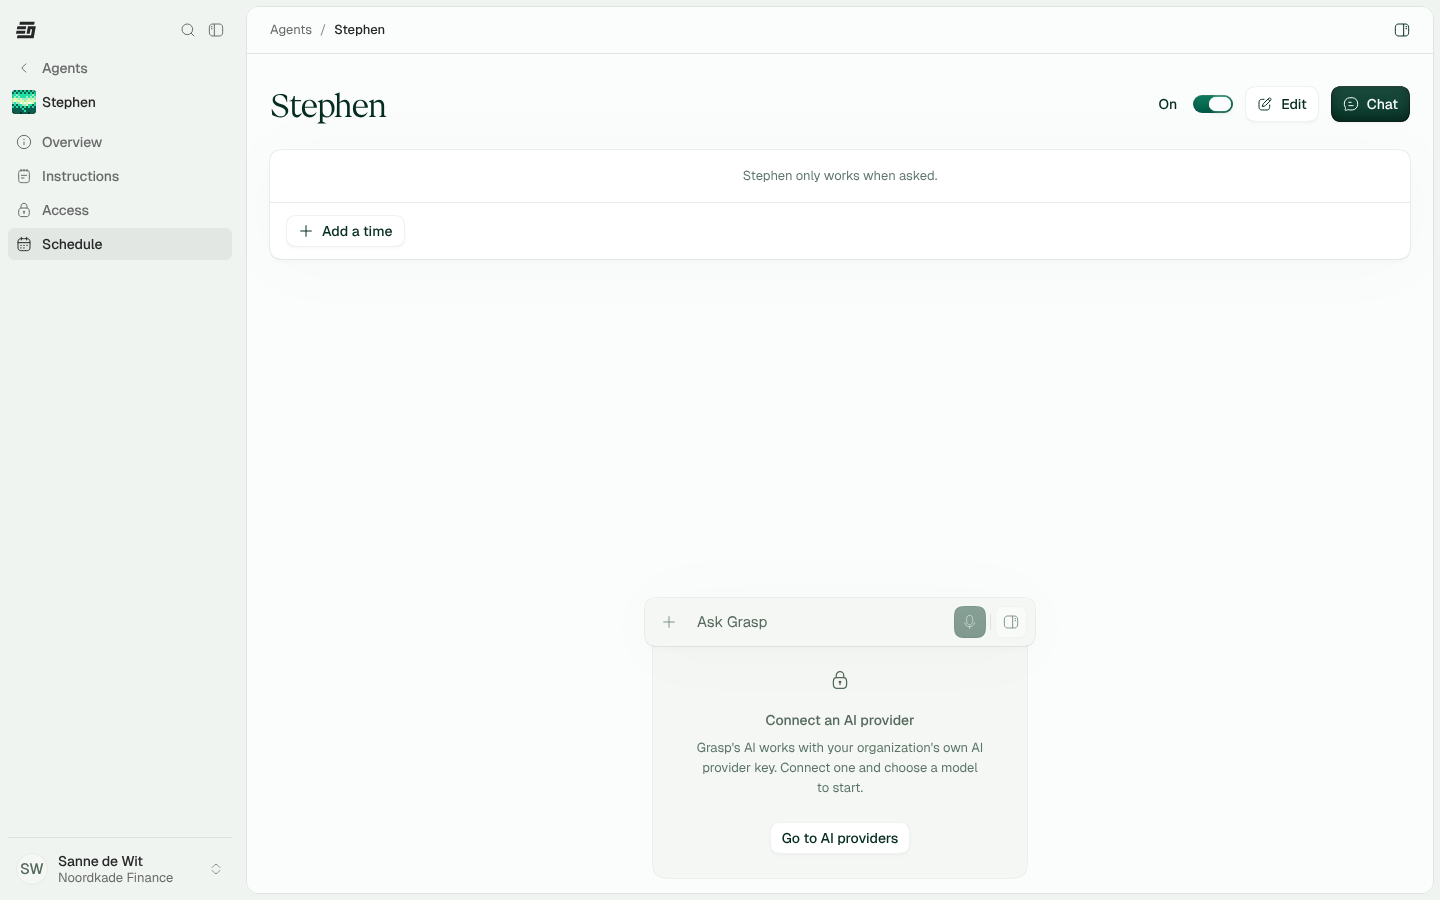 Agents
Stephen
Overview
Instructions
Access
Schedule
Sanne de Wit
Noordkade Finance
SW
Agents / Stephen
Stephen
On
Edit
Chat
Stephen only works when asked.
Add a time
Ask Grasp
Connect an AI provider
Grasp's AI works with your organization's own AI
provider key. Connect one and choose a model
to start.
Go to AI providers